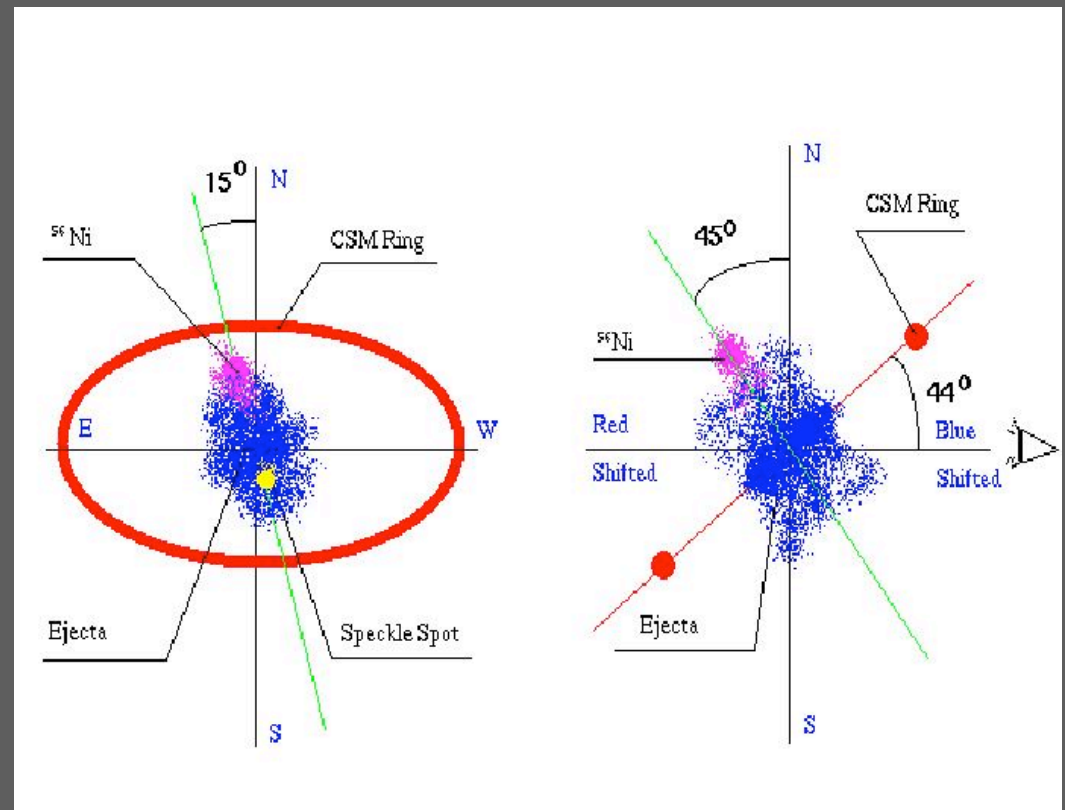 15⁰
N
⁵⁶Ni
CSM Ring
E
W
Ejecta
Speckle Spot
S
N
CSM Ring
45⁰
⁵⁶Ni
44⁰
Red
Blue
Shifted
Shifted
Ejecta
S